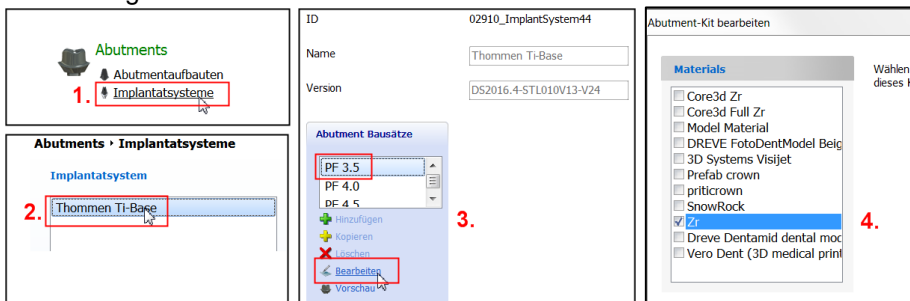 Abutments
Abutmentaufbauten
1. Implantatsysteme
Abutments ‣ Implantatsysteme
Implantatsystem
2. Thommen Ti-Base
ID 02910_ImplantSystem44
Name Thommen Ti-Base
Version DS2016.4-STL010V13-V24
Abutment Bausätze
PF 3.5
PF 4.0
PF 4.5
Hinzufügen
3.
Kopieren
Löschen
Bearbeiten
Vorschau
Abutment-Kit bearbeiten
Materials
Wählen
dieses
Core3d Zr
Core3d Full Zr
Model Material
DREVE FotoDentModel Beig
3D Systems Visijet
Prefab crown
priticrown
SnowRock
Zr
4.
Dreve Dentamid dental mod
Vero Dent (3D medical print